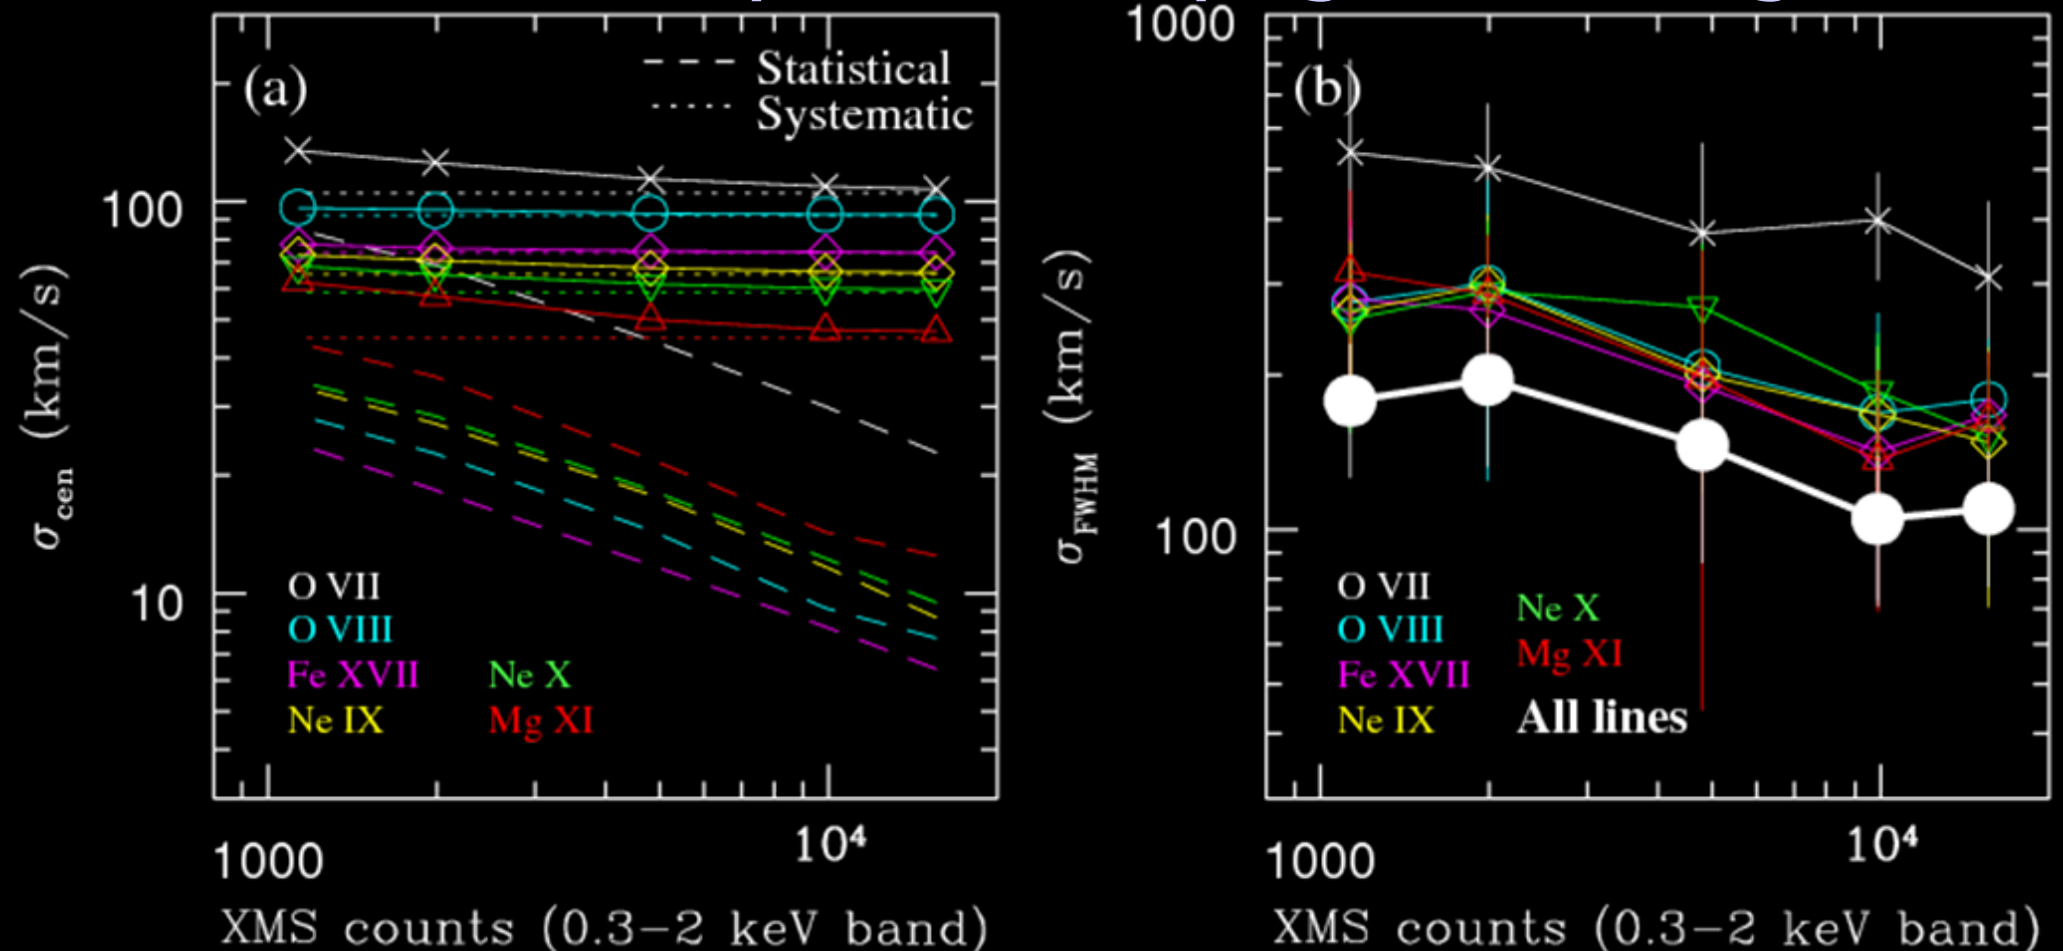 (a)
– – – Statistical
····· Systematic
100
10
σcen (km/s)
O VII
O VIII
Fe XVII Ne X
Ne IX Mg XI
1000 10⁴
XMS counts (0.3−2 keV band)
1000
(b)
100
σFWHM (km/s)
O VII
O VIII
Fe XVII
Ne IX
Ne X
Mg XI
All lines
1000 10⁴
XMS counts (0.3−2 keV band)